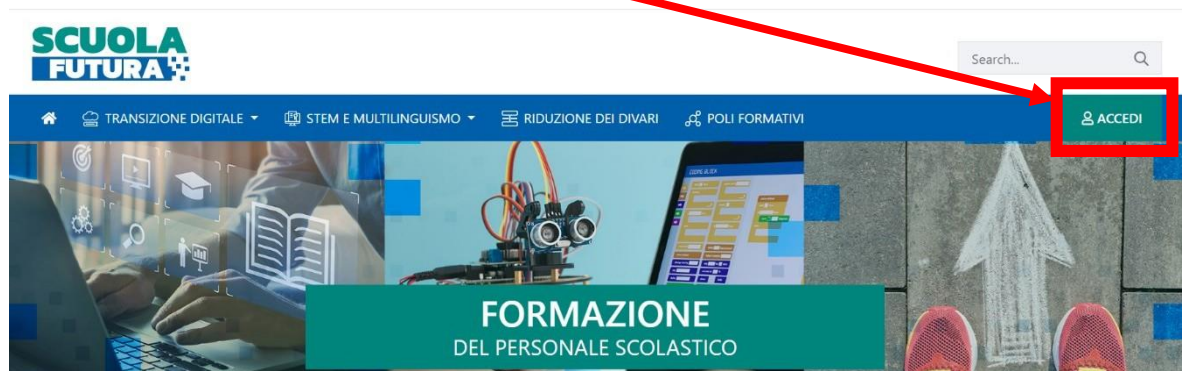 SCUOLA
FUTURA
Search...
TRANSIZIONE DIGITALE
STEM E MULTILINGUISMO
RIDUZIONE DEI DIVARI
POLI FORMATIVI
ACCEDI
FORMAZIONE
DEL PERSONALE SCOLASTICO